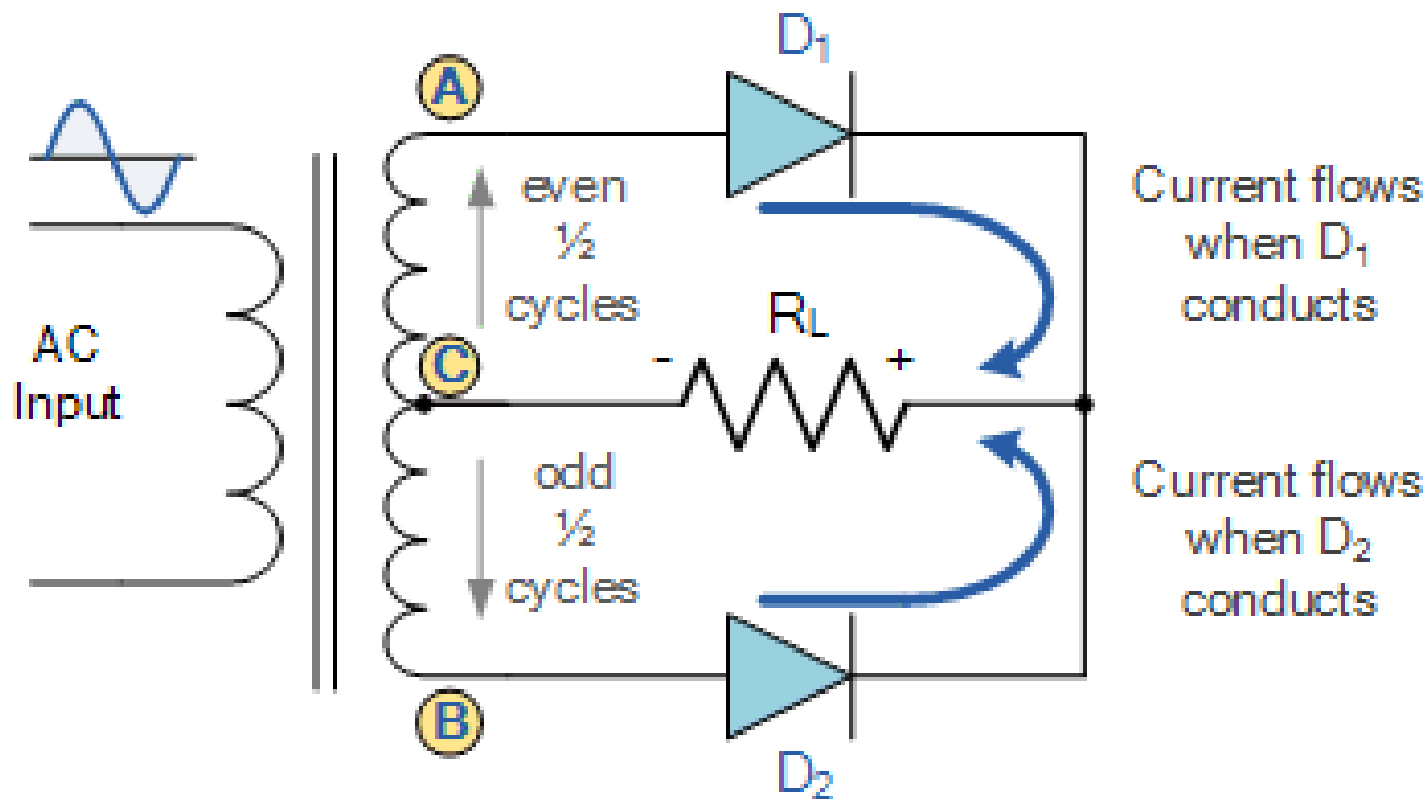 D₁
A
even
½
cycles
Current flows
when D₁
conducts
AC
Input
C
R_L
- +
odd
½
cycles
Current flows
when D₂
conducts
B
D₂